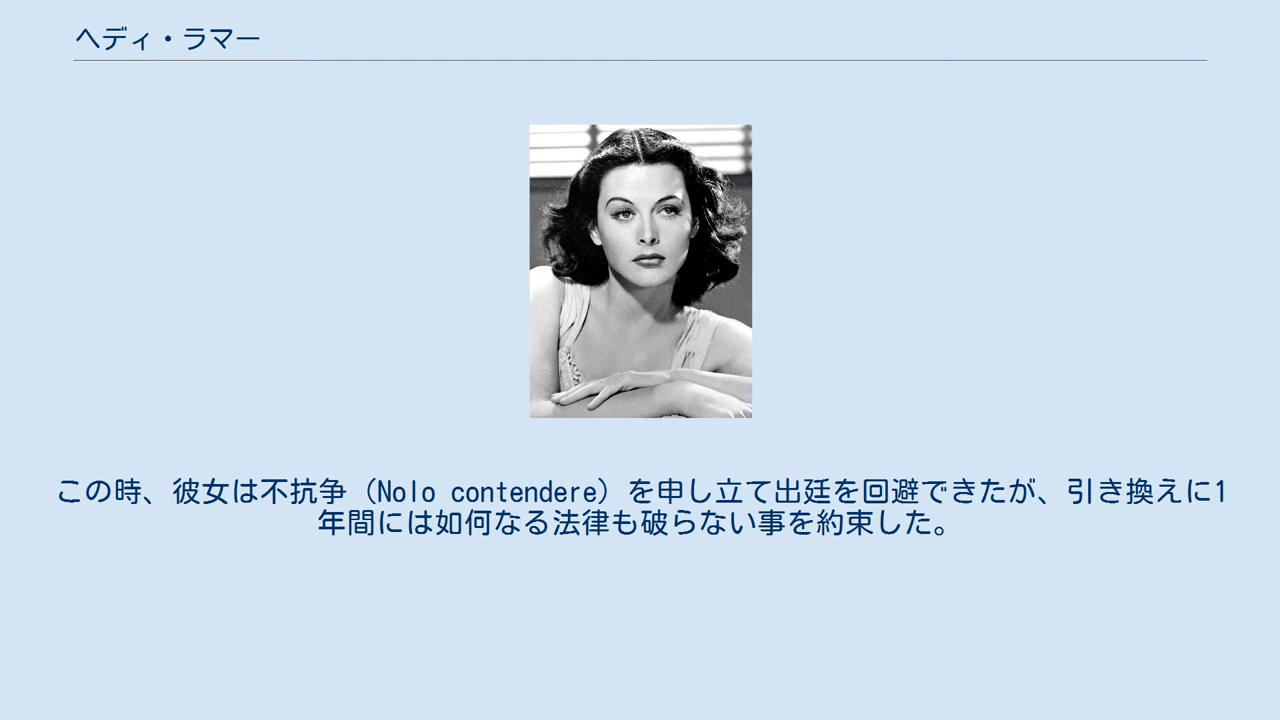 ヘディ・ラマー
この時、彼女は不抗争（Nolo contendere）を申し立て出廷を回避できたが、引き換えに1
年間には如何なる法律も破らない事を約束した。